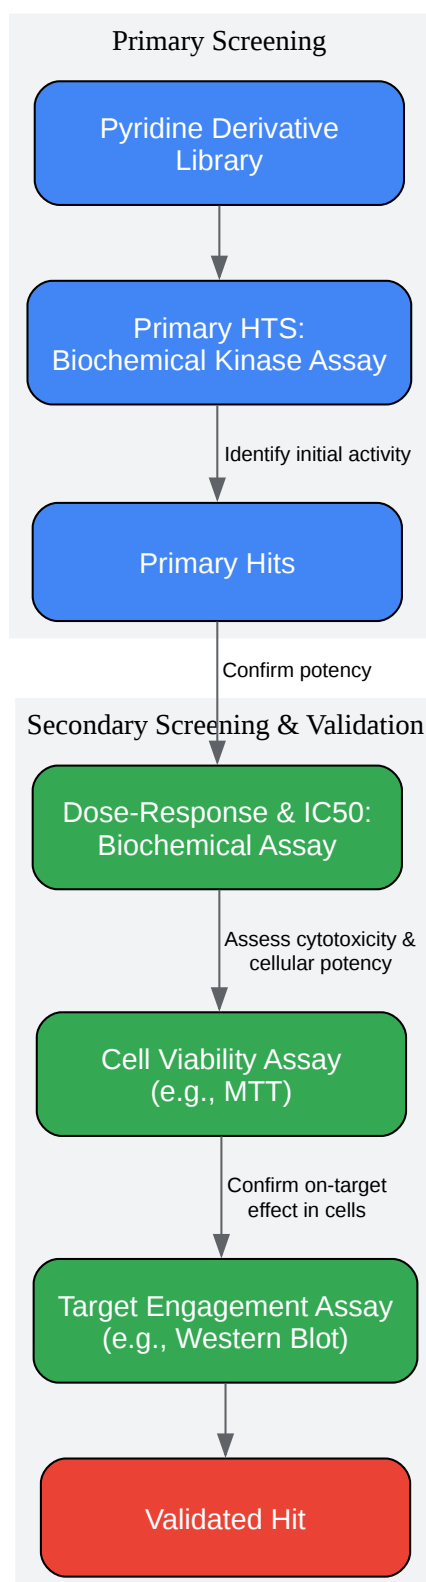 Primary Screening
Pyridine Derivative
Library
Primary HTS:
Biochemical Kinase Assay
Identify initial activity
Primary Hits
Confirm potency
Secondary Screening & Validation
Dose-Response & IC50:
Biochemical Assay
Assess cytotoxicity &
cellular potency
Cell Viability Assay
(e.g., MTT)
Confirm on-target
effect in cells
Target Engagement Assay
(e.g., Western Blot)
Validated Hit